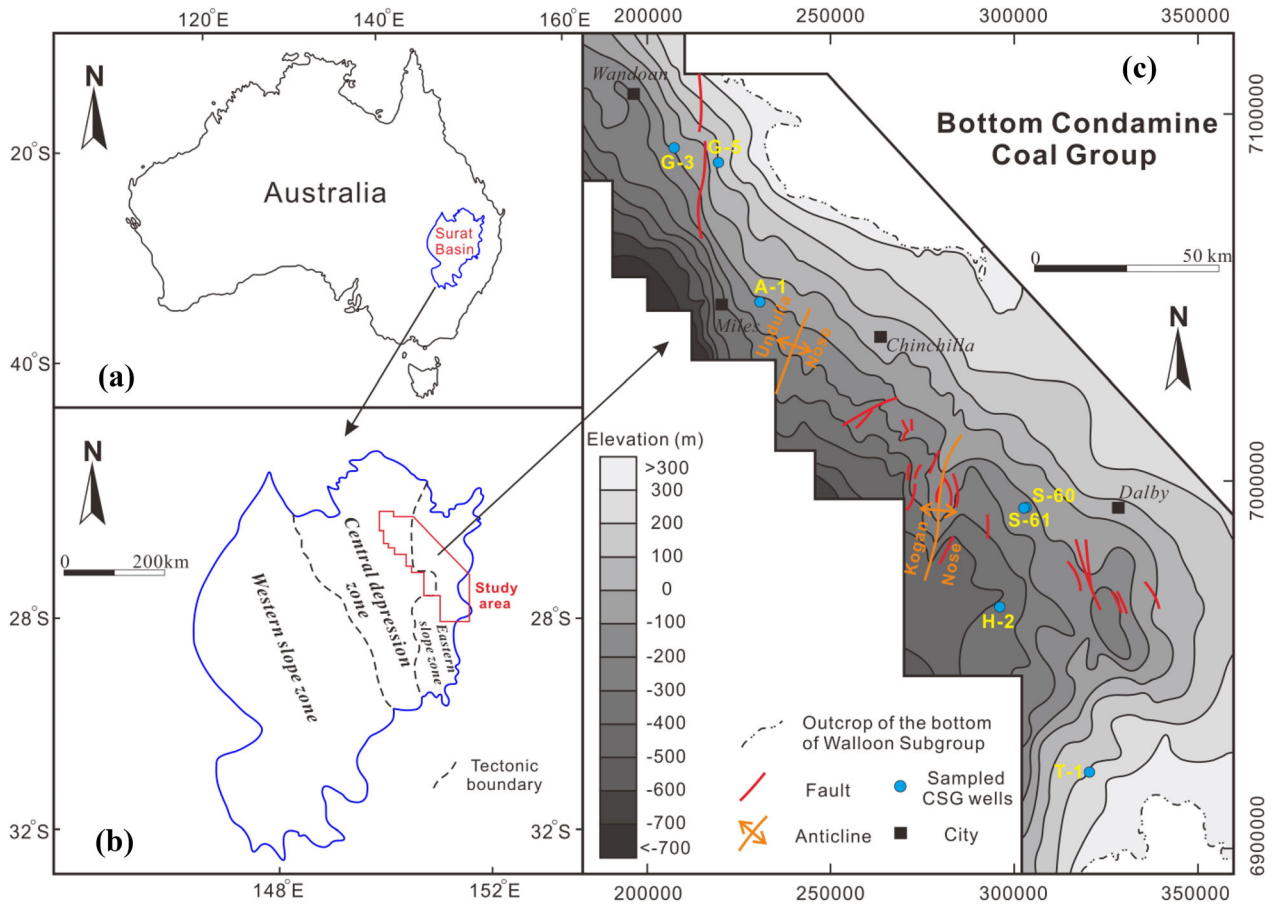 120°E
140°E
160°E
200000
250000
300000
350000
N
20°S
40°S
Australia
Surat
Basin
(a)
(b)
N
0
200km
Western slope zone
Central depression
zone
Eastern
slope zone
Study
area
Tectonic
boundary
28°S
32°S
28°S
32°S
148°E
152°E
(c)
Bottom Condamine
Coal Group
0
50 km
N
Wandoan
G-3
G-5
A-1
Miles
Undulla
Nose
Chinchilla
Kogan
Nose
S-60
S-61
Dalby
H-2
T-1
7100000
7000000
6900000
Elevation (m)
>300
300
200
100
0
-100
-200
-300
-400
-500
-600
-700
<-700
Outcrop of the bottom
of Walloon Subgroup
Fault
Sampled
CSG wells
Anticline
City
200000
250000
300000
350000